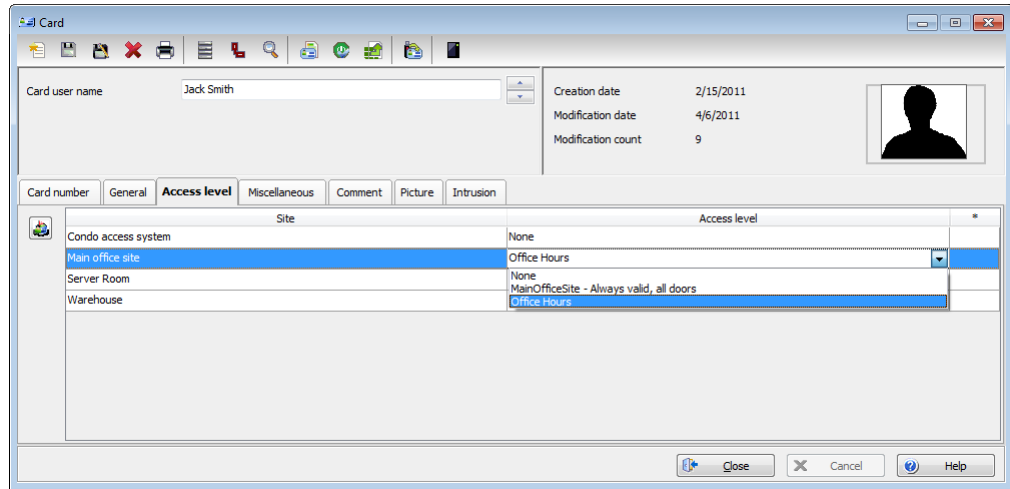 Card
Card user name
Jack Smith
Creation date 2/15/2011
Modification date 4/6/2011
Modification count 9
Card number General Access level Miscellaneous Comment Picture Intrusion
Site Access level *
Condo access system None
Main office site Office Hours
Server Room
Warehouse
None
MainOfficeSite - Always valid, all doors
Office Hours
Close Cancel Help